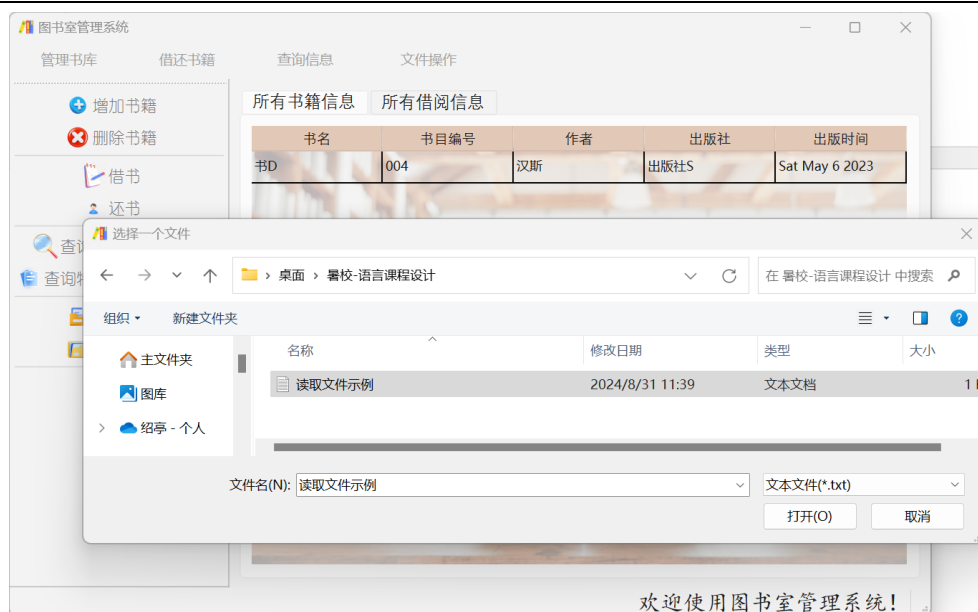 图书室管理系统
管理书库 借还书籍 查询信息 文件操作
增加书籍
删除书籍
借书
还书
查
查询
所有书籍信息 所有借阅信息
书名 书目编号 作者 出版社 出版时间
书D 004 汉斯 出版社S Sat May 6 2023
选择一个文件
桌面 › 暑校-语言课程设计
在 暑校-语言课程设计 中搜索
组织 新建文件夹
主文件夹
图库
绍亭 - 个人
名称 修改日期 类型 大小
读取文件示例 2024/8/31 11:39 文本文档 1
文件名(N): 读取文件示例 文本文件(*.txt)
打开(O) 取消
欢迎使用图书室管理系统!